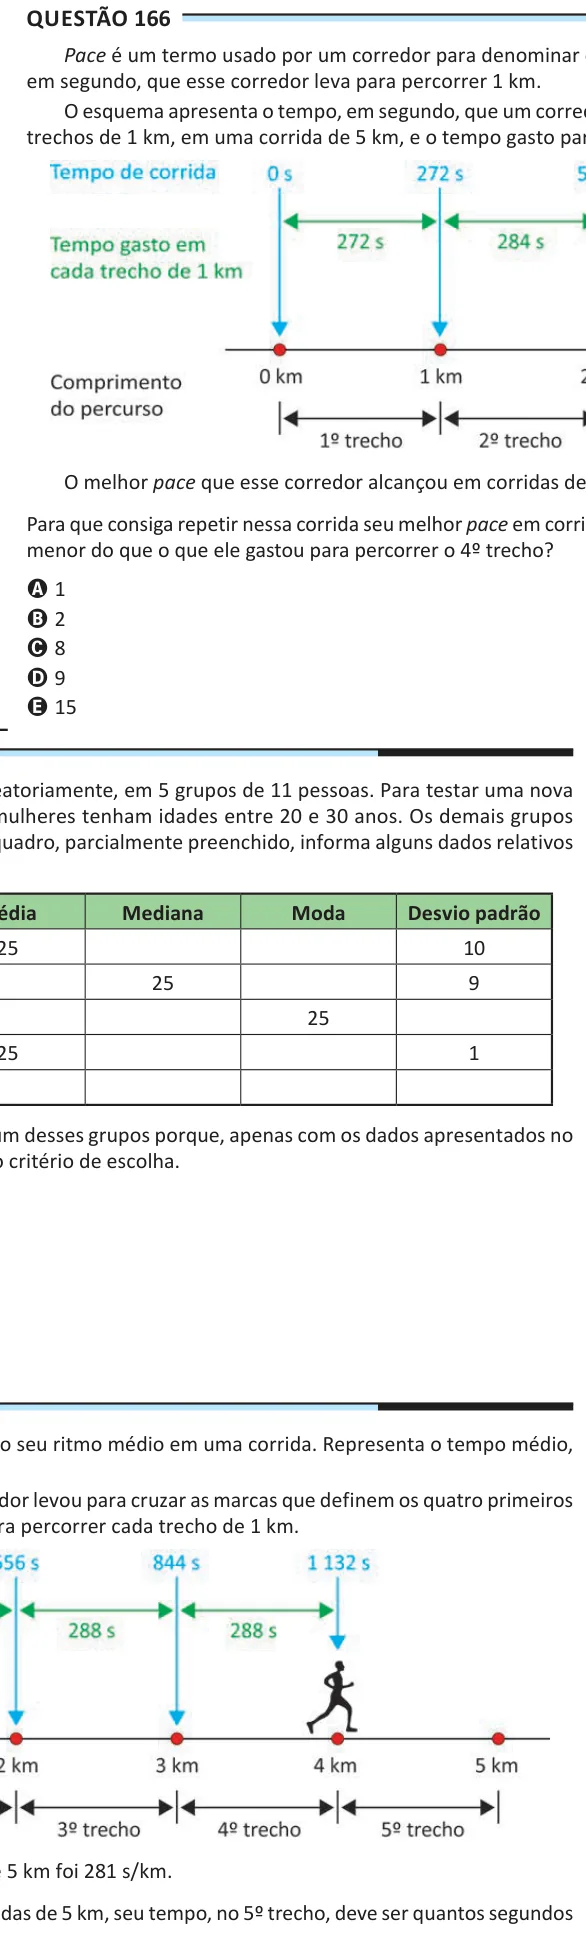 QUESTÃO 166
Pace é um termo usado por um corredor para denominar
em segundo, que esse corredor leva para percorrer 1 km.
O esquema apresenta o tempo, em segundo, que um
trechos de 1 km, em uma corrida de 5 km, e o tempo gasto
Tempo de corrida 0 s 272 s
Tempo gasto em 272 s 284 s
cada trecho de 1 km
0 km 1 km
Comprimento
do percurso
1º trecho 2º trecho
O melhor pace que esse corredor alcançou em corridas de
Para que consiga repetir nessa corrida seu melhor pace em
menor do que o que ele gastou para percorrer o 4º trecho?
A 1
B 2
C 8
D 9
E 15
eatoriamente, em 5 grupos de 11 pessoas. Para testar uma nova
mulheres tenham idades entre 20 e 30 anos. Os demais grupos
quadro, parcialmente preenchido, informa alguns dados relativos
édia Mediana Moda Desvio padrão
25 10
25 9
25
25 1
um desses grupos porque, apenas com os dados apresentados no
o critério de escolha.
o seu ritmo médio em uma corrida. Representa o tempo médio,
dor levou para cruzar as marcas que definem os quatro primeiros
ra percorrer cada trecho de 1 km.
556 s 844 s 1 132 s
288 s 288 s
2 km 3 km 4 km 5 km
3º trecho 4º trecho 5º trecho
5 km foi 281 s/km.
das de 5 km, seu tempo, no 5º trecho, deve ser quantos segundos